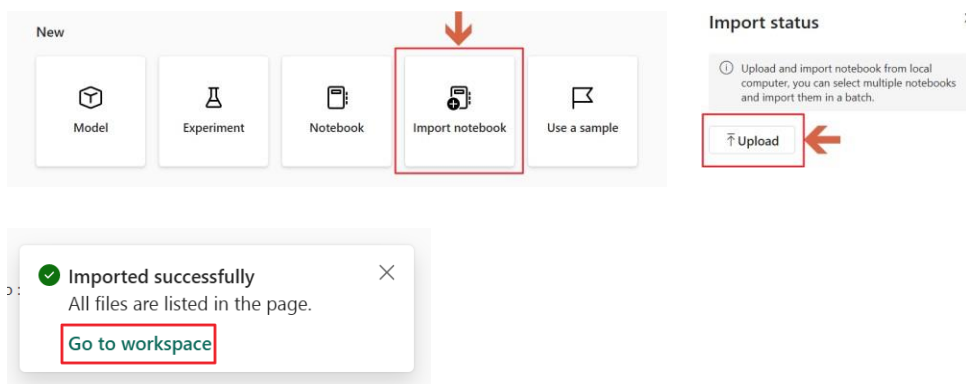 New
Model
Experiment
Notebook
Import notebook
Use a sample
Import status
Upload and import notebook from local
computer, you can select multiple notebooks
and import them in a batch.
Upload
Imported successfully
All files are listed in the page.
Go to workspace